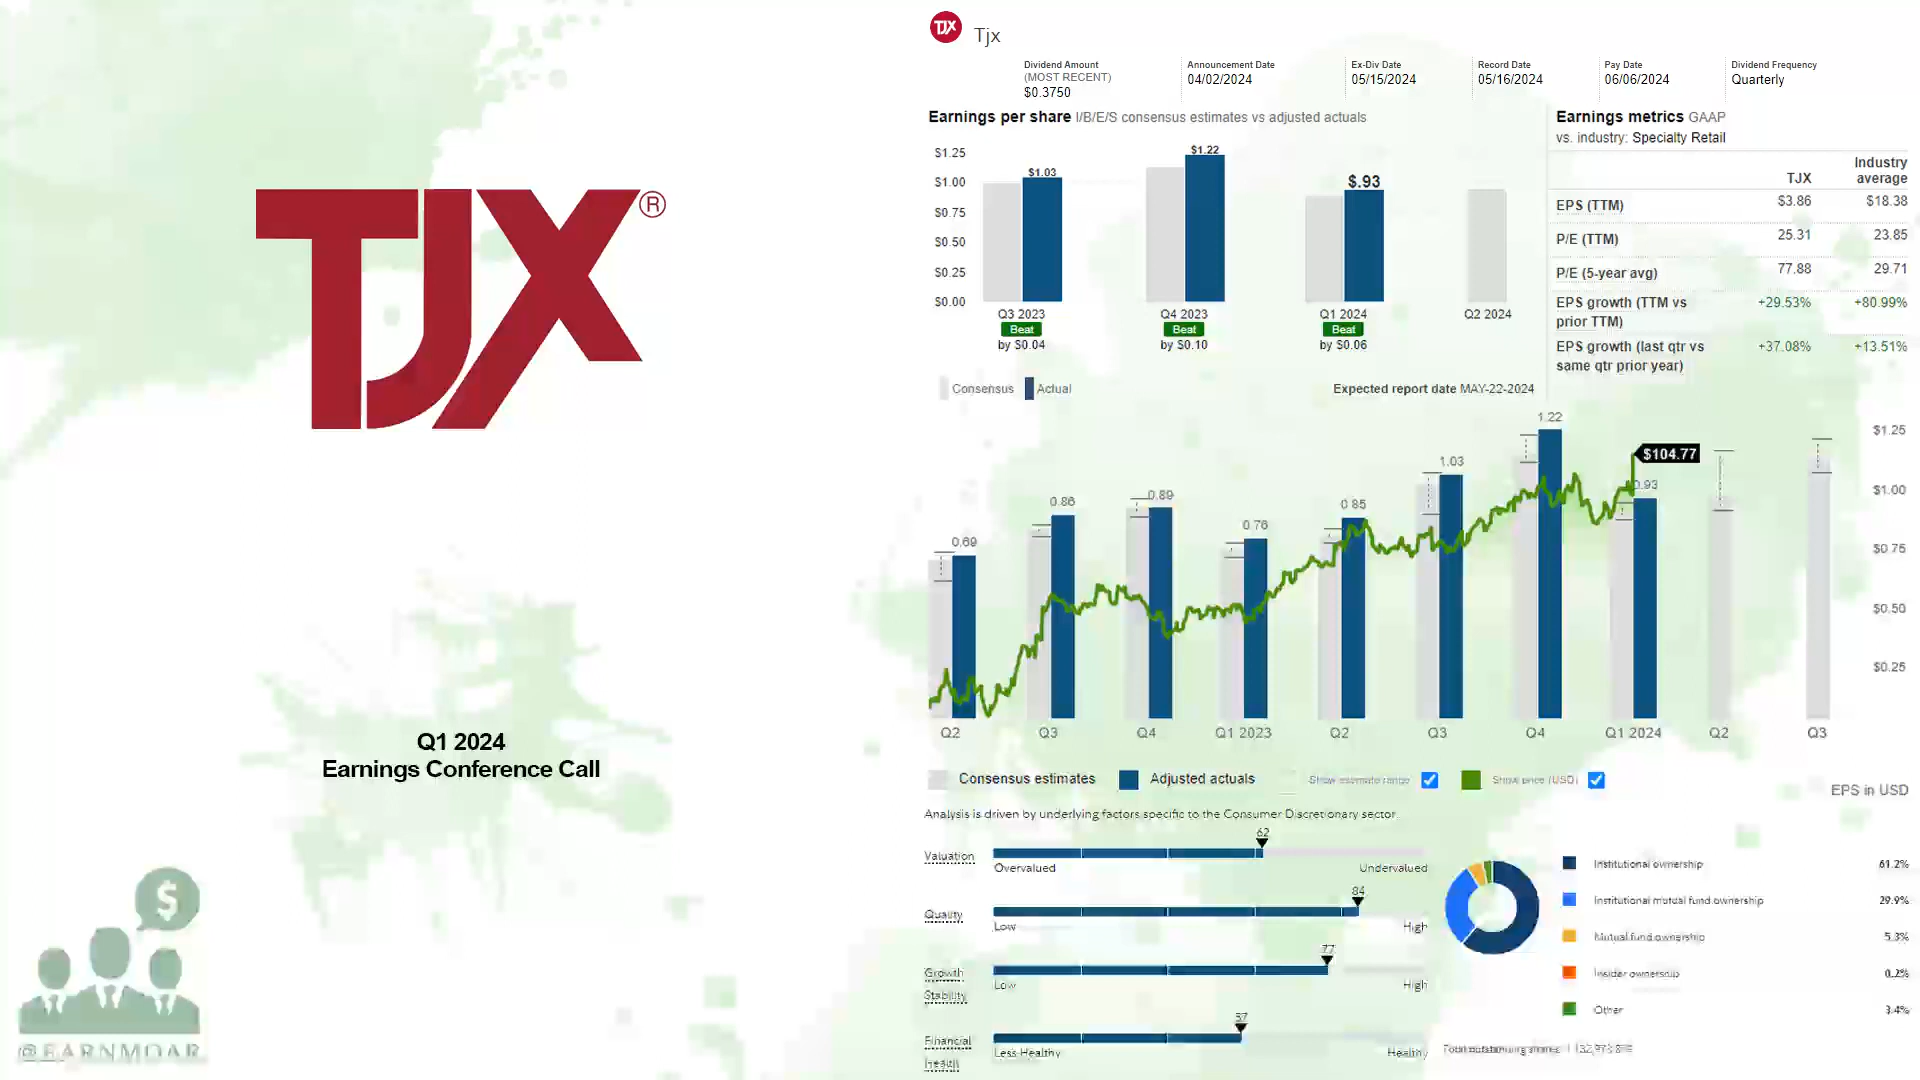 TJX®
Q1 2024
Earnings Conference Call
$
@EARNMOAR
TJX
Tjx
Dividend Amount
(MOST RECENT)
$0.3750
Announcement Date
04/02/2024
Ex-Div Date
05/15/2024
Record Date
05/16/2024
Pay Date
06/06/2024
Dividend Frequency
Quarterly
Earnings per share I/B/E/S consensus estimates vs adjusted actuals
$1.25
$1.00
$0.75
$0.50
$0.25
$0.00
$1.03
$1.22
$.93
Q3 2023
Beat
by $0.04
Q4 2023
Beat
by $0.10
Q1 2024
Beat
by $0.06
Q2 2024
Consensus
Actual
Expected report date MAY-22-2024
Earnings metrics GAAP
vs. industry: Specialty Retail
TJX
Industry
average
EPS (TTM) $3.86 $18.38
P/E (TTM) 25.31 23.85
P/E (5-year avg) 77.88 29.71
EPS growth (TTM vs
prior TTM) +29.53% +80.99%
EPS growth (last qtr vs
same qtr prior year) +37.08% +13.51%
0.69
0.86
0.89
0.76
0.85
1.03
1.22
0.93
$104.77
$1.25
$1.00
$0.75
$0.50
$0.25
Q2 Q3 Q4 Q1 2023 Q2 Q3 Q4 Q1 2024 Q2 Q3
Consensus estimates
Adjusted actuals
Show estimate range
Show price (USD)
EPS in USD
Analysis is driven by underlying factors specific to the Consumer Discretionary sector.
Valuation
62
Overvalued Undervalued
Quality
84
Low High
Growth
Stability
77
Low High
Financial
Health
57
Less Healthy Healthy
Institutional ownership 61.2%
Institutional mutual fund ownership 29.9%
Mutual fund ownership 5.3%
Insider ownership 0.2%
Other 3.4%
Total outstanding shares: